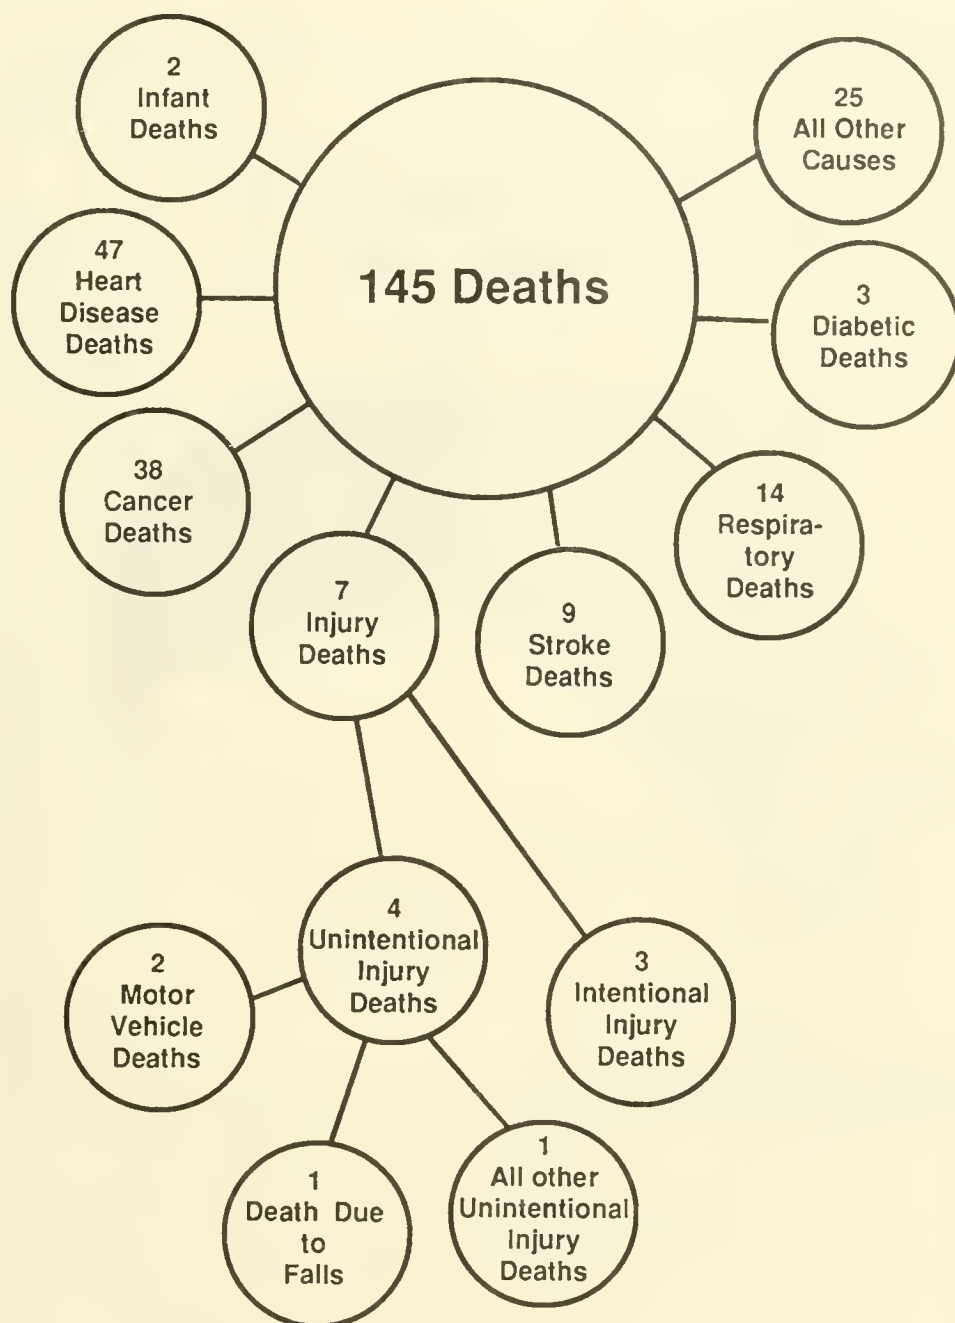 2
Infant
Deaths
25
All Other
Causes
145 Deaths
47
Heart
Disease
Deaths
3
Diabetic
Deaths
38
Cancer
Deaths
14
Respira-
tory
Deaths
7
Injury
Deaths
9
Stroke
Deaths
4
Unintentional
Injury
Deaths
2
Motor
Vehicle
Deaths
3
Intentional
Injury
Deaths
1
Death Due
to
Falls
1
All other
Unintentional
Injury
Deaths